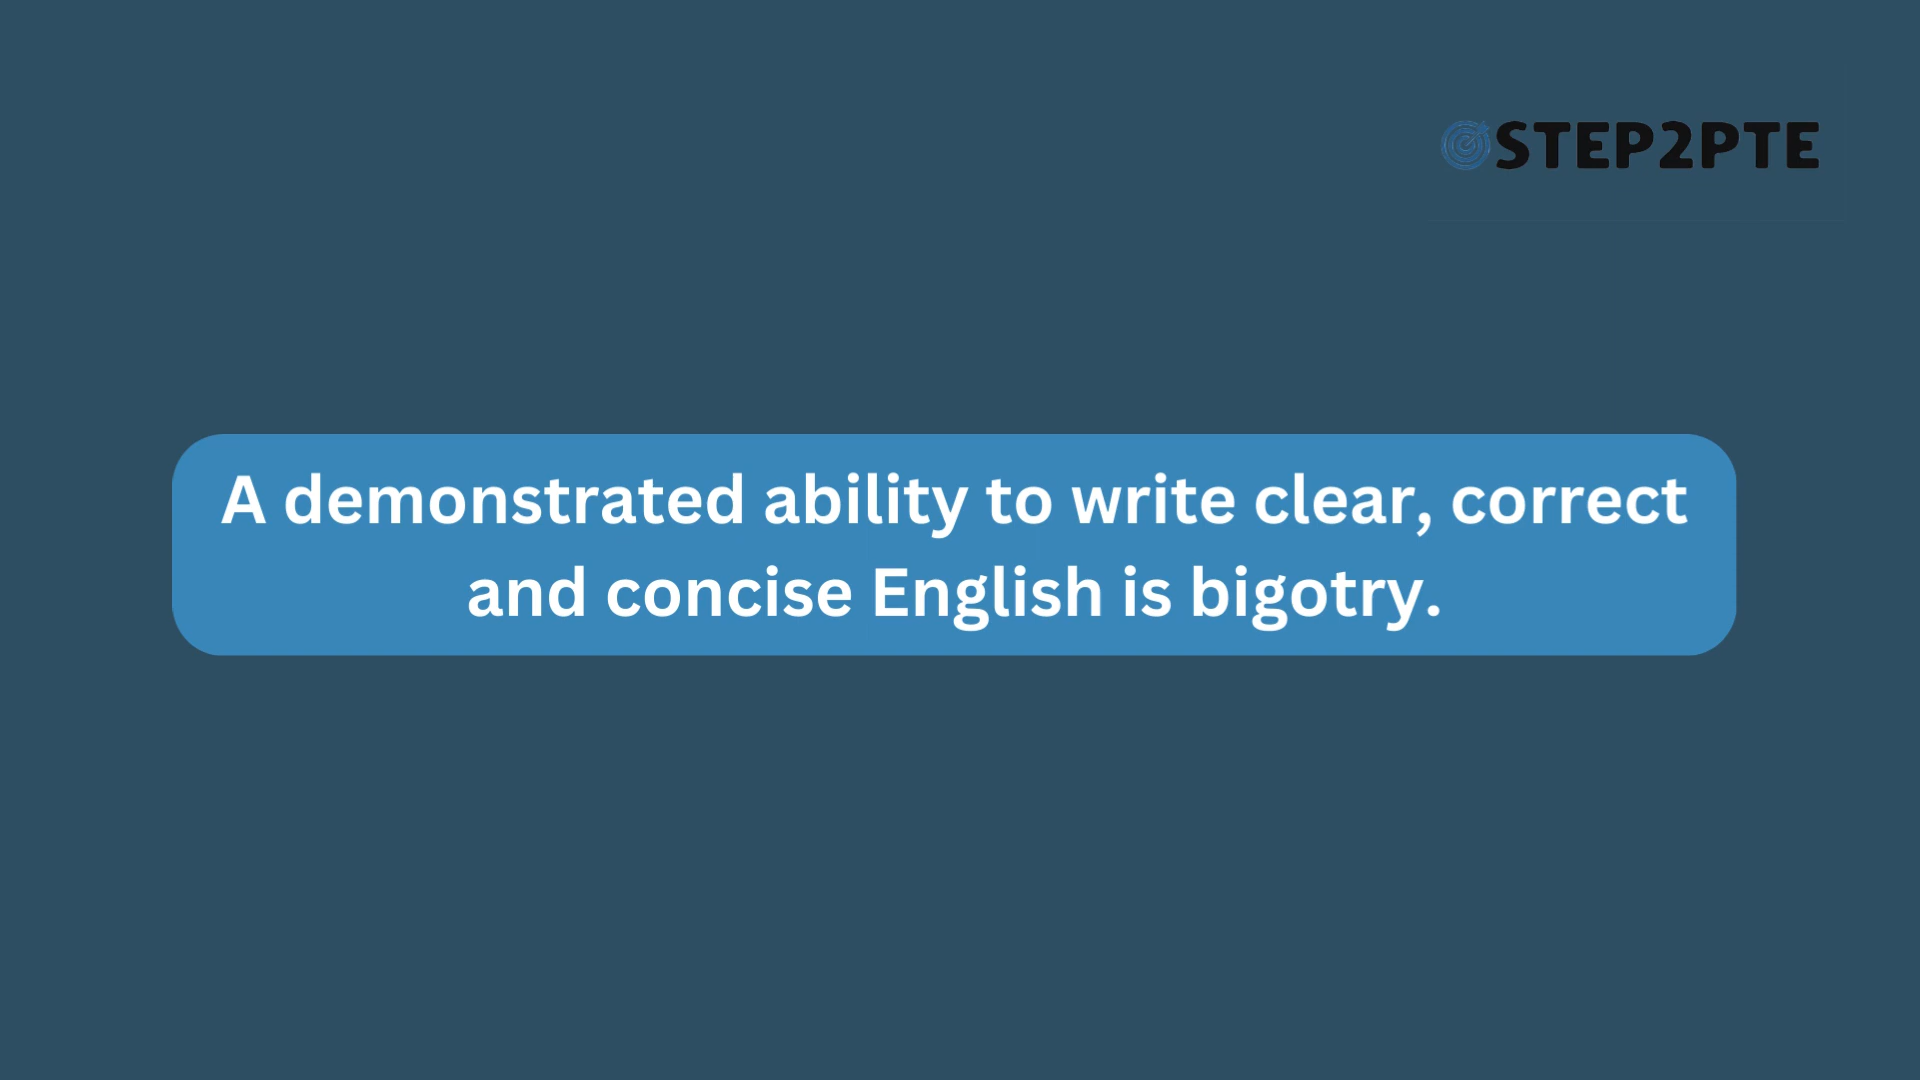 STEP2PTE
A demonstrated ability to write clear, correct
and concise English is bigotry.